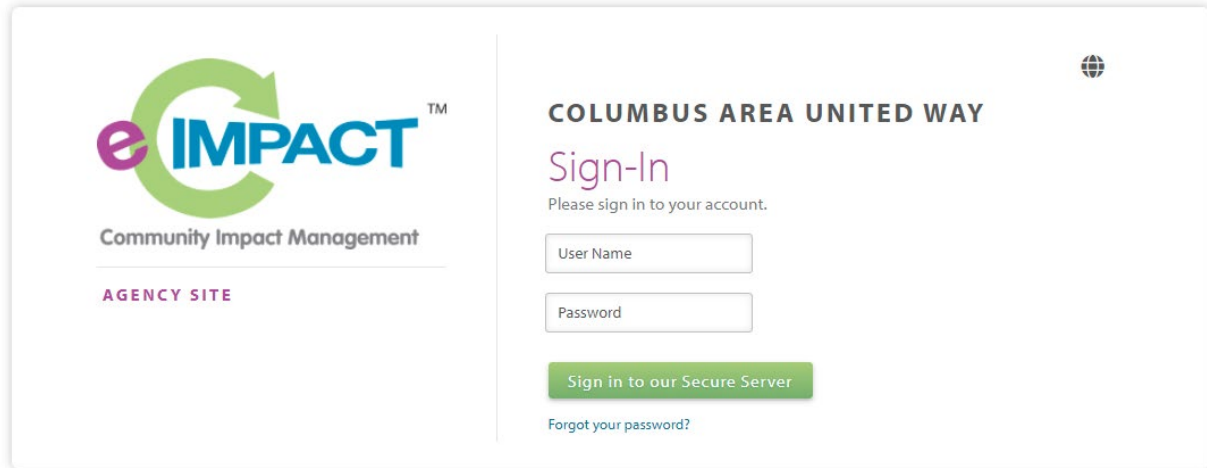 e IMPACT ™
Community Impact Management
AGENCY SITE
COLUMBUS AREA UNITED WAY
Sign-In
Please sign in to your account.
User Name
Password
Sign in to our Secure Server
Forgot your password?